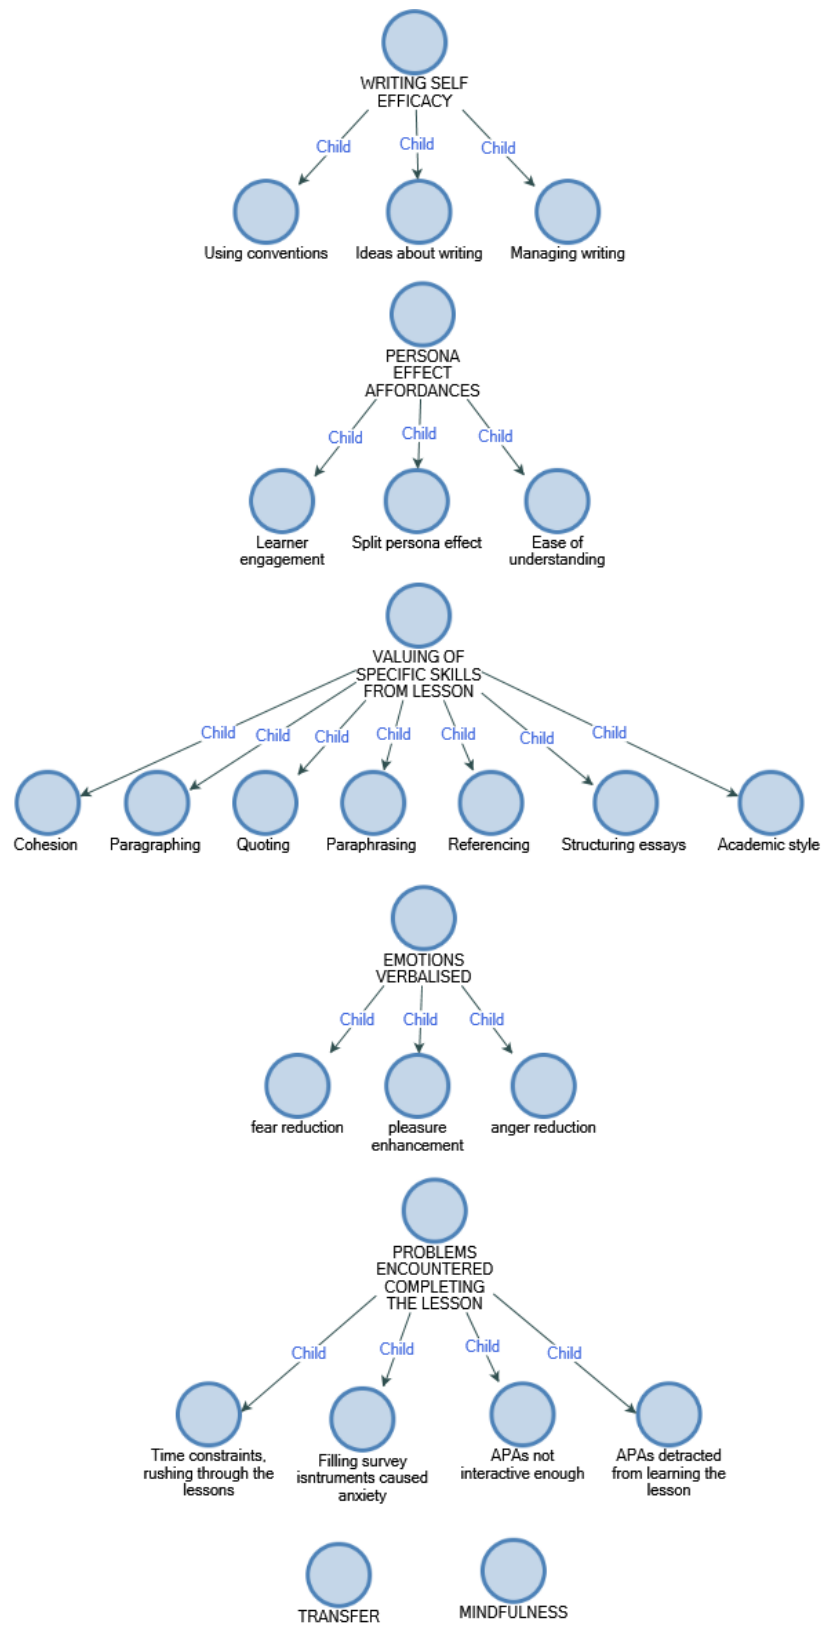 WRITING SELF
EFFICACY
Child
Child
Child
Using conventions
Ideas about writing
Managing writing
PERSONA
EFFECT
AFFORDANCES
Child
Child
Child
Learner
engagement
Split persona effect
Ease of
understanding
VALUING OF
SPECIFIC SKILLS
FROM LESSON
Child
Child
Child
Child
Child
Child
Child
Cohesion
Paragraphing
Quoting
Paraphrasing
Referencing
Structuring essays
Academic style
EMOTIONS
VERBALISED
Child
Child
Child
fear reduction
pleasure
enhancement
anger reduction
PROBLEMS
ENCOUNTERED
COMPLETING
THE LESSON
Child
Child
Child
Child
Time constraints,
rushing through the
lessons
Filling survey
isntruments caused
anxiety
APAs not
interactive enough
APAs detracted
from learning the
lesson
TRANSFER
MINDFULNESS